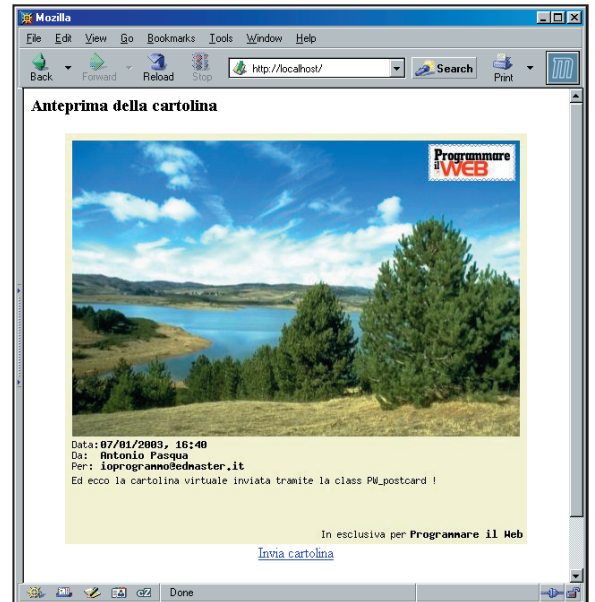 Mozilla
File Edit View Go Bookmarks Tools Window Help
Back Forward Reload Stop http://localhost/ Search Print
Anteprima della cartolina
Programmare
il WEB
Data:07/01/2003, 16:40
Da: Antonio Pasqua
Per: ioprogrammo@edmaster.it
Ed ecco la cartolina virtuale inviata tramite la class PW_postcard !
In esclusiva per Programmare il Web
Invia cartolina
Done